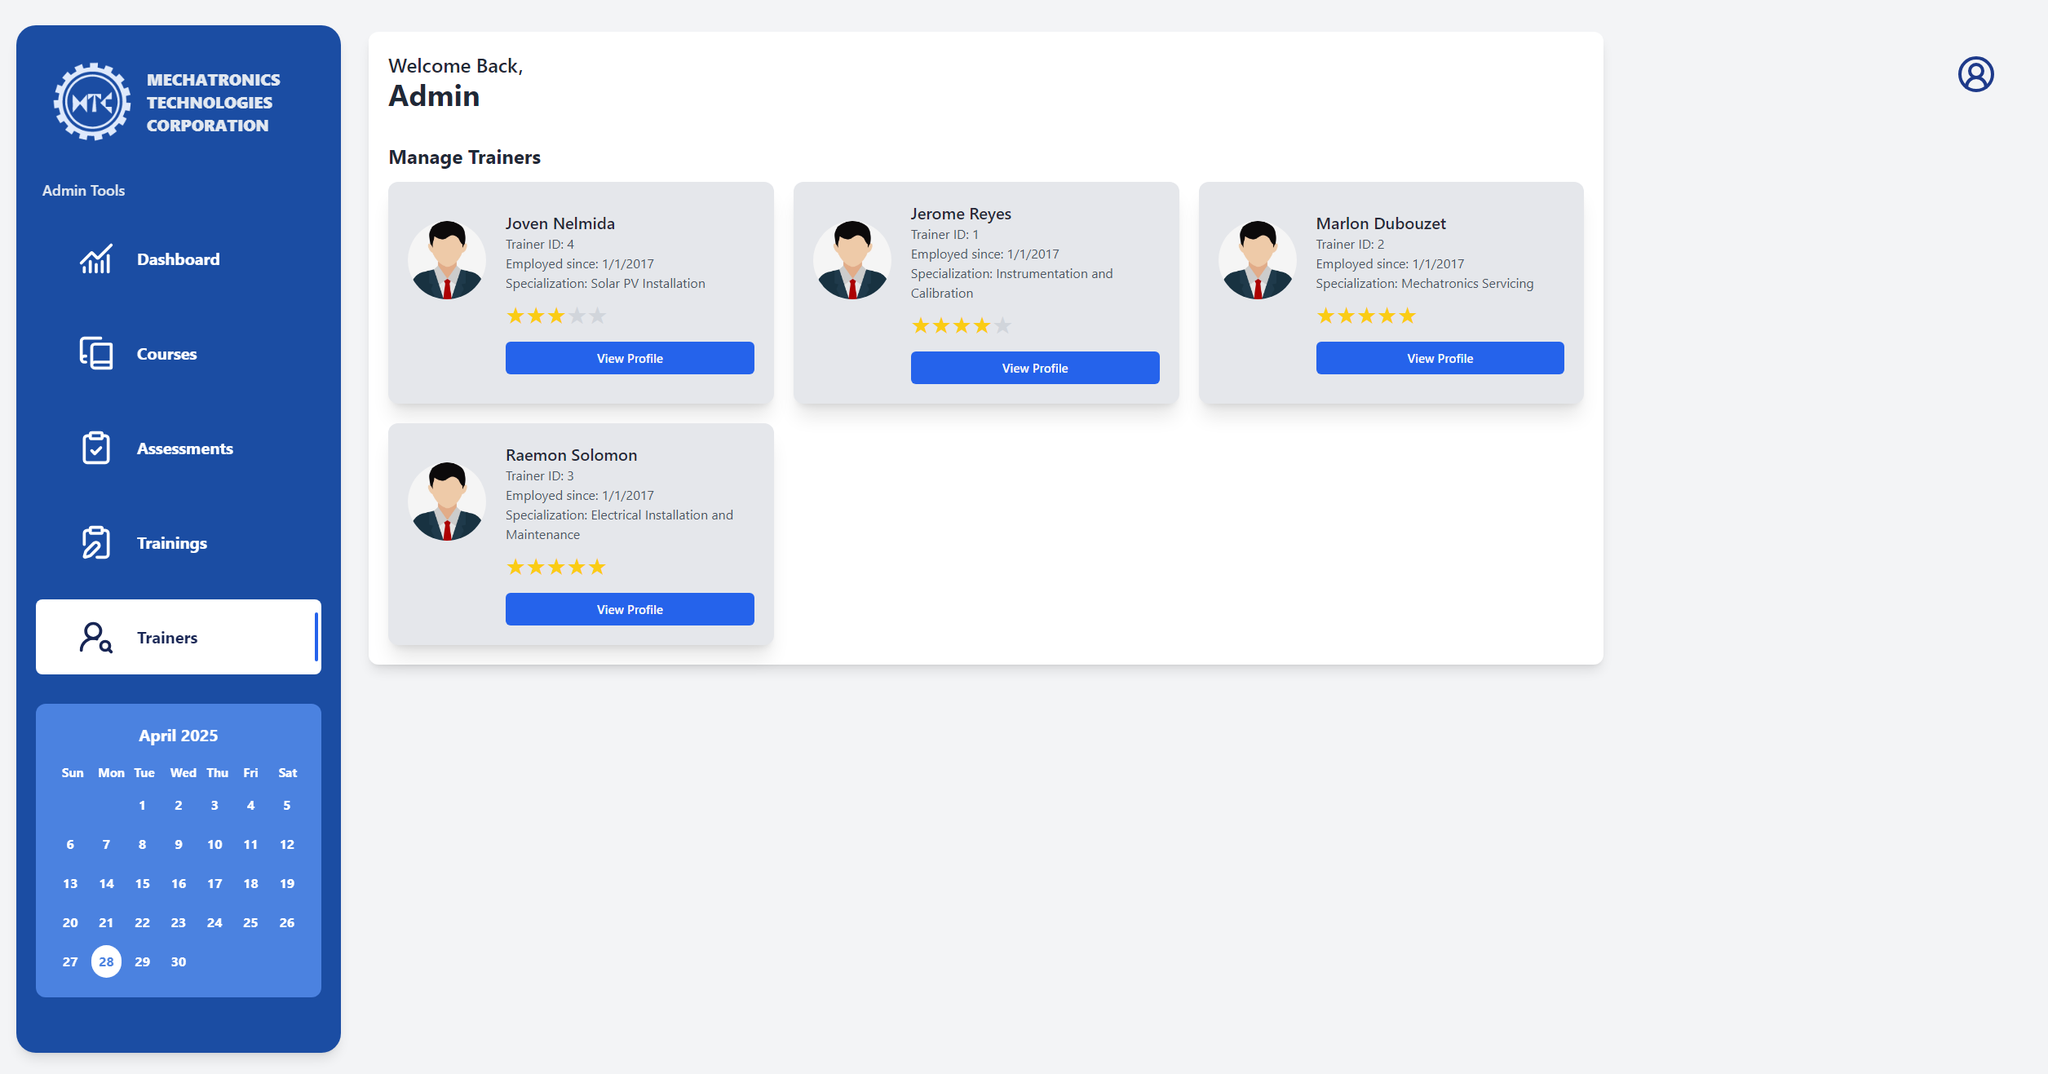 MTC
MECHATRONICS
TECHNOLOGIES
CORPORATION
Admin Tools
Dashboard
Courses
Assessments
Trainings
Trainers
April 2025
Sun Mon Tue Wed Thu Fri Sat
1 2 3 4 5
6 7 8 9 10 11 12
13 14 15 16 17 18 19
20 21 22 23 24 25 26
27 28 29 30
Welcome Back,
Admin
Manage Trainers
Joven Nelmida
Trainer ID: 4
Employed since: 1/1/2017
Specialization: Solar PV Installation
View Profile
Jerome Reyes
Trainer ID: 1
Employed since: 1/1/2017
Specialization: Instrumentation and
Calibration
View Profile
Marlon Dubouzet
Trainer ID: 2
Employed since: 1/1/2017
Specialization: Mechatronics Servicing
View Profile
Raemon Solomon
Trainer ID: 3
Employed since: 1/1/2017
Specialization: Electrical Installation and
Maintenance
View Profile